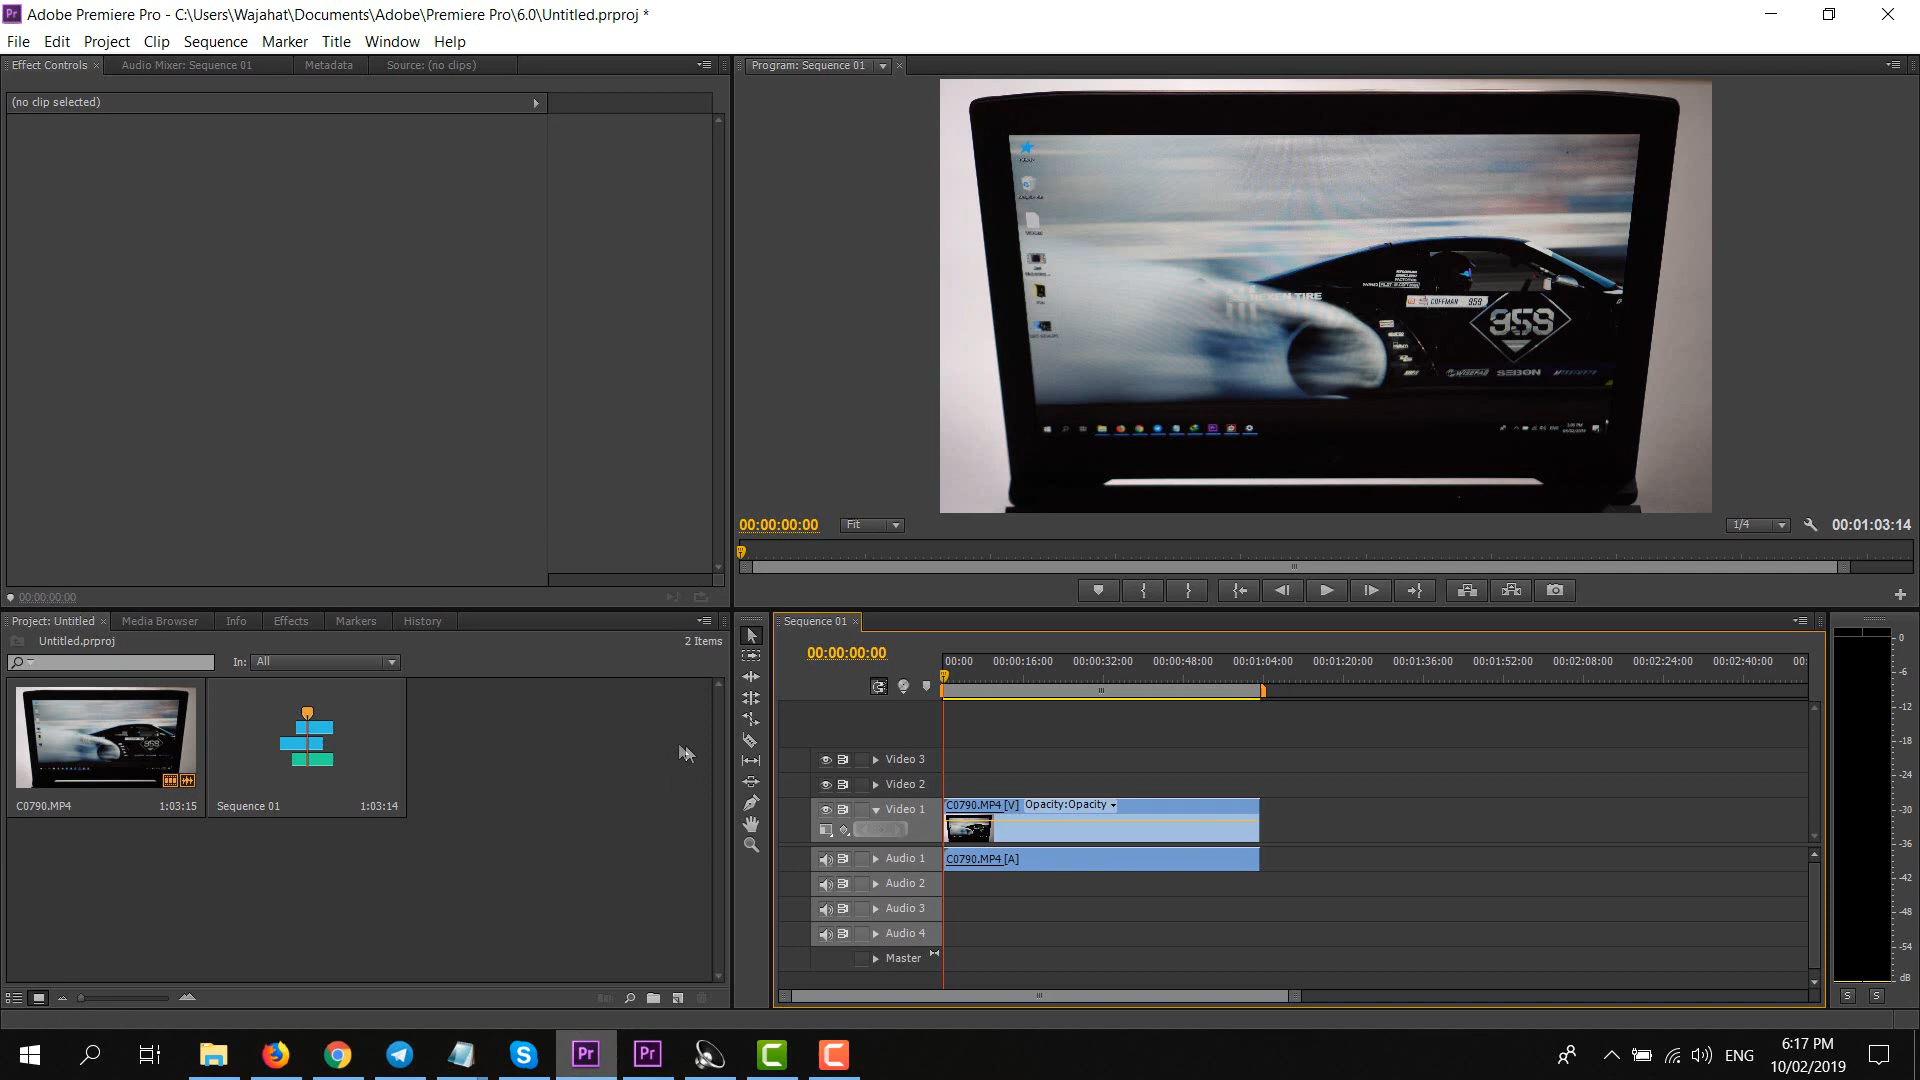 Adobe Premiere Pro - C:\Users\Wajahat\Documents\Adobe\Premiere Pro\6.0\Untitled.prproj *
File Edit Project Clip Sequence Marker Title Window Help
Effect Controls Audio Mixer: Sequence 01 Metadata Source: (no clips)
Program: Sequence 01
(no clip selected)
NEXEN TIRE
COFFMAN 959
959
WISEFAB SEBON
00:00:00:00 Fit 1/4 00:01:03:14
00:00:00:00
Project: Untitled Media Browser Info Effects Markers History
Untitled.prproj 2 Items
In: All
C0790.MP4 1:03:15
Sequence 01 1:03:14
Sequence 01
00:00:00:00
00:00 00:00:16:00 00:00:32:00 00:00:48:00 00:01:04:00 00:01:20:00 00:01:36:00 00:01:52:00 00:02:08:00 00:02:24:00 00:02:40:00 00:
Video 3
Video 2
Video 1 C0790.MP4 [V] Opacity:Opacity
Audio 1 C0790.MP4 [A]
Audio 2
Audio 3
Audio 4
Master
0
-6
-12
-18
-24
-30
-36
-42
-48
-54
dB
S S
ENG
6:17 PM
10/02/2019